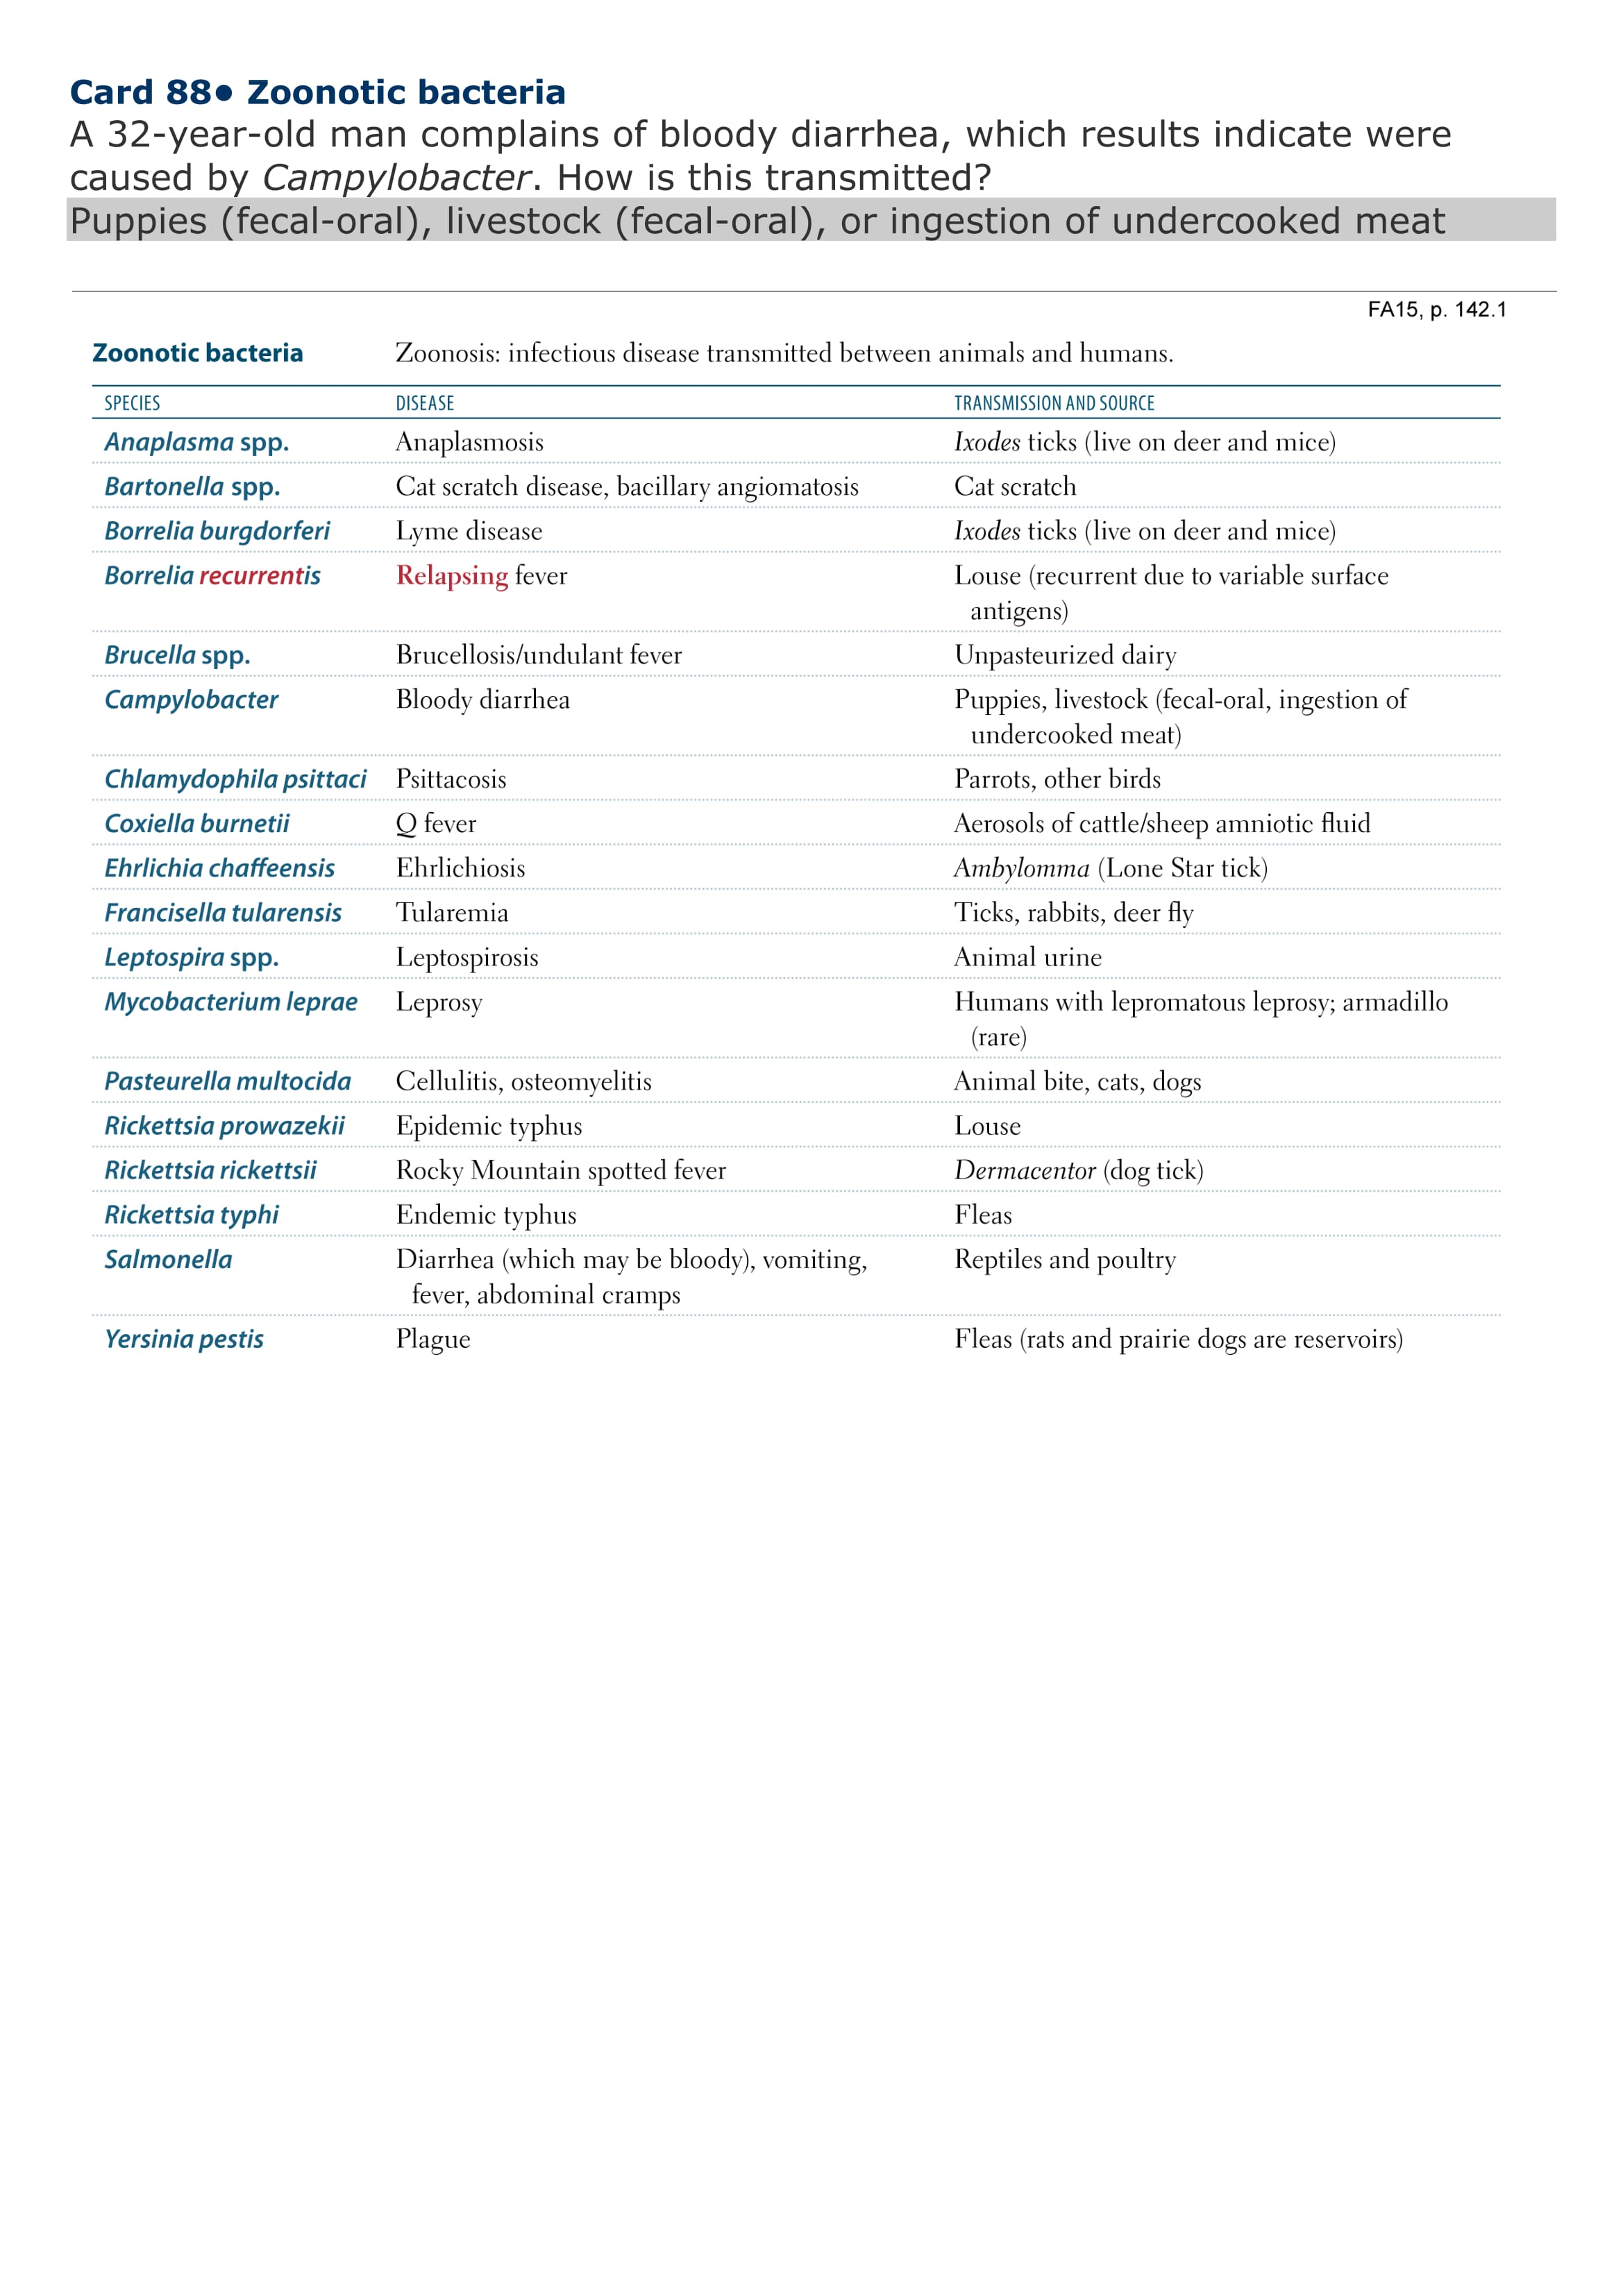 Card 88● Zoonotic bacteria
A 32-year-old man complains of bloody diarrhea, which results indicate were
caused by Campylobacter. How is this transmitted?
Puppies (fecal-oral), livestock (fecal-oral), or ingestion of undercooked meat
FA15, p. 142.1
Zoonotic bacteria Zoonosis: infectious disease transmitted between animals and humans.
SPECIES DISEASE TRANSMISSION AND SOURCE
Anaplasma spp. Anaplasmosis Ixodes ticks (live on deer and mice)
Bartonella spp. Cat scratch disease, bacillary angiomatosis Cat scratch
Borrelia burgdorferi Lyme disease Ixodes ticks (live on deer and mice)
Borrelia recurrentis Relapsing fever Louse (recurrent due to variable surface
antigens)
Brucella spp. Brucellosis/undulant fever Unpasteurized dairy
Campylobacter Bloody diarrhea Puppies, livestock (fecal-oral, ingestion of
undercooked meat)
Chlamydophila psittaci Psittacosis Parrots, other birds
Coxiella burnetii Q fever Aerosols of cattle/sheep amniotic fluid
Ehrlichia chaffeensis Ehrlichiosis Ambylomma (Lone Star tick)
Francisella tularensis Tularemia Ticks, rabbits, deer fly
Leptospira spp. Leptospirosis Animal urine
Mycobacterium leprae Leprosy Humans with lepromatous leprosy; armadillo
(rare)
Pasteurella multocida Cellulitis, osteomyelitis Animal bite, cats, dogs
Rickettsia prowazekii Epidemic typhus Louse
Rickettsia rickettsii Rocky Mountain spotted fever Dermacentor (dog tick)
Rickettsia typhi Endemic typhus Fleas
Salmonella Diarrhea (which may be bloody), vomiting, Reptiles and poultry
fever, abdominal cramps
Yersinia pestis Plague Fleas (rats and prairie dogs are reservoirs)